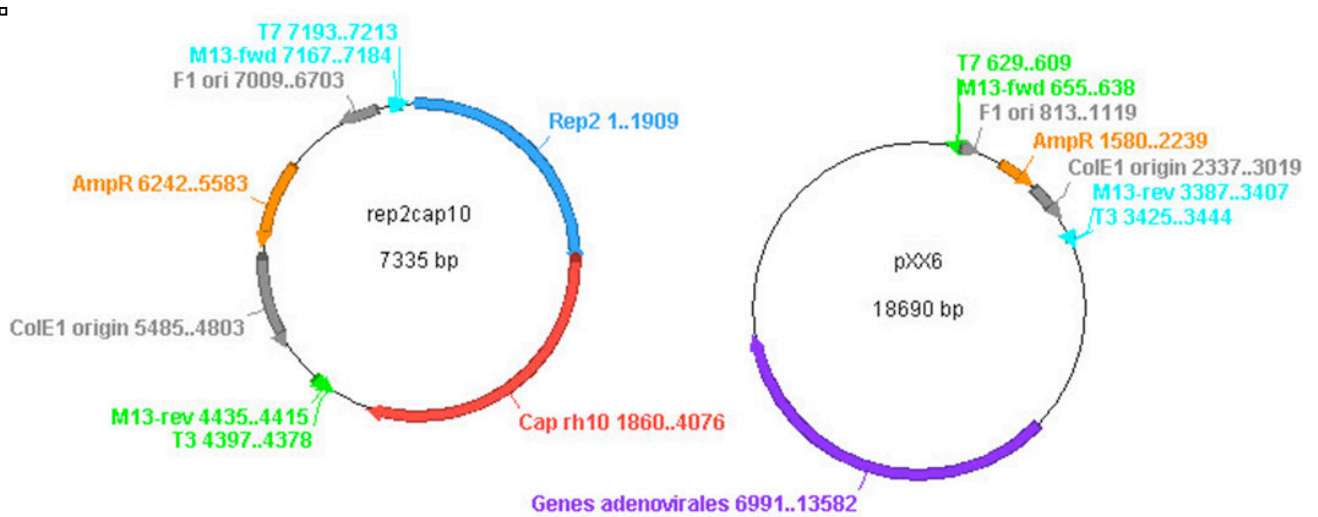 T7 7193..7213
M13-fwd 7167..7184
F1 ori 7009..6703
Rep2 1..1909
AmpR 6242..5583
rep2cap10
7335 bp
ColE1 origin 5485..4803
M13-rev 4435..4415
T3 4397..4378
Cap rh10 1860..4076
T7 629..609
M13-fwd 655..638
F1 ori 813..1119
AmpR 1580..2239
ColE1 origin 2337..3019
M13-rev 3387..3407
T3 3425..3444
pXX6
18690 bp
Genes adenovirales 6991..13582